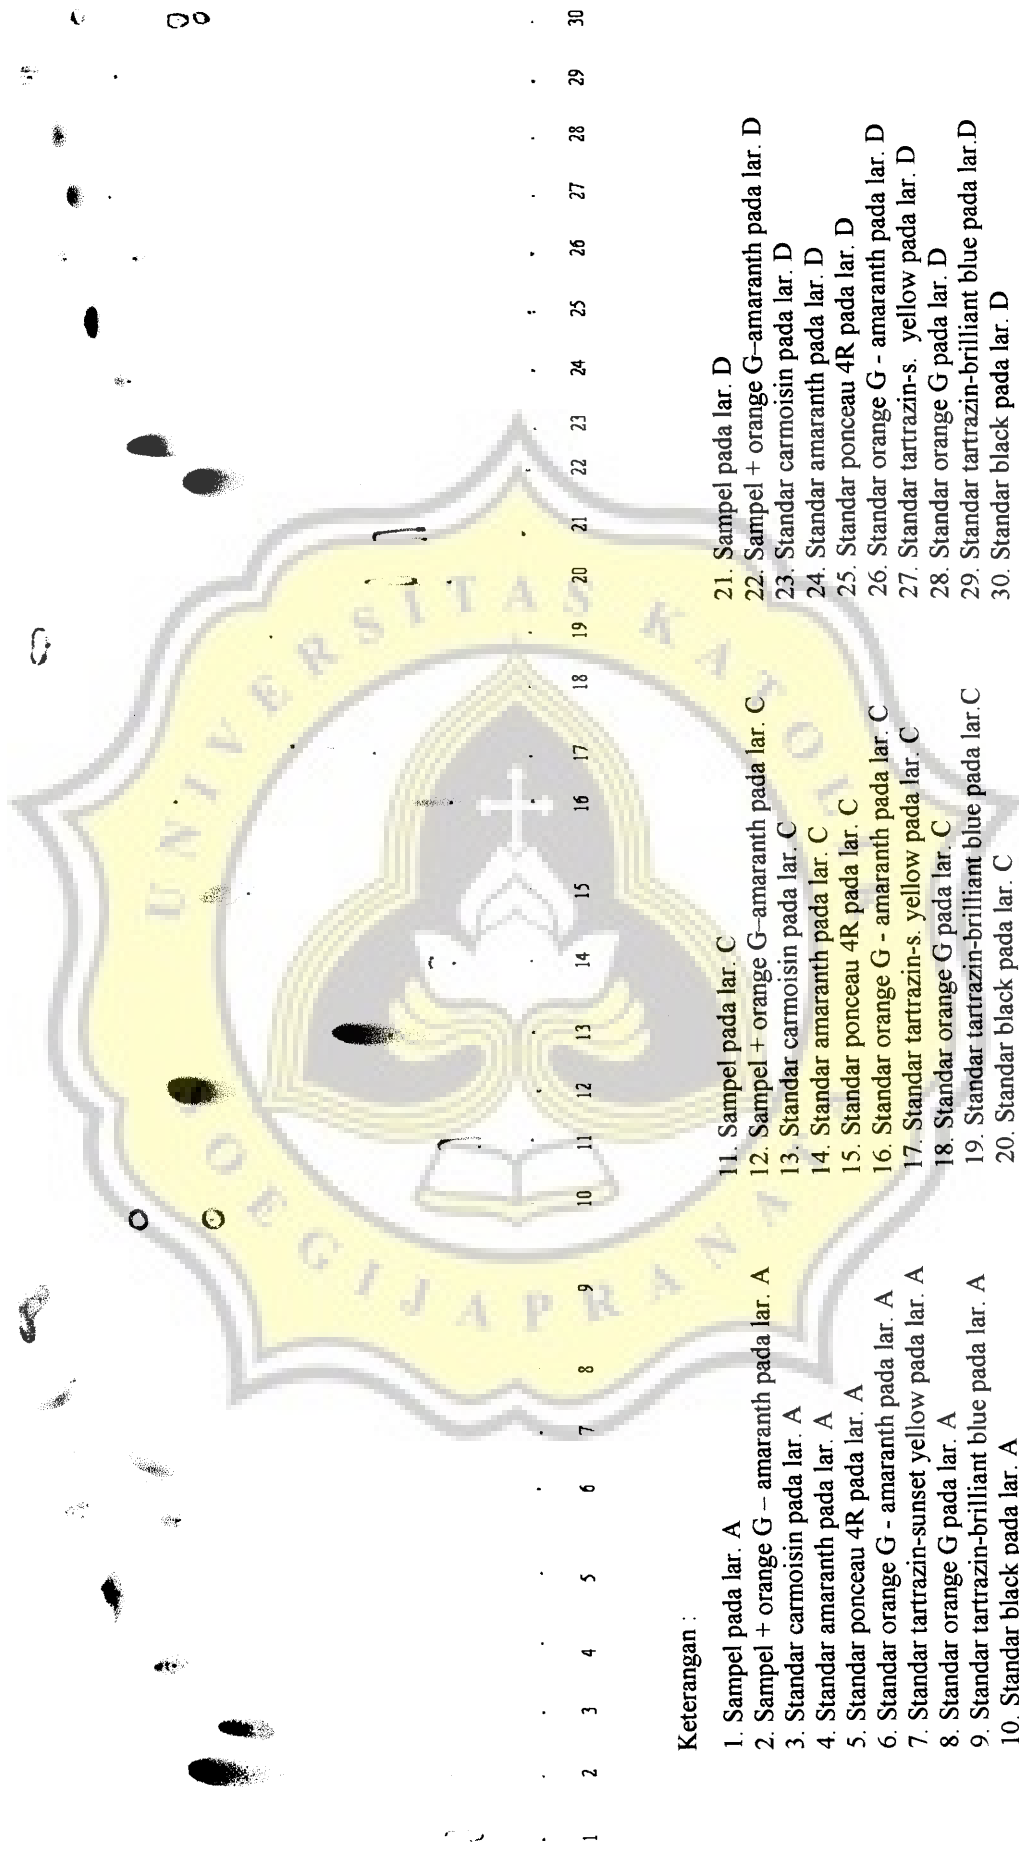 1 2 3 4 5 6 7 8 9 10 11 12 13 14 15 16 17 18 19 20 21 22 23 24 25 26 27 28 29 30
Keterangan :
1. Sampel pada lar. A
2. Sampel + orange G – amaranth pada lar. A
3. Standar carmoisin pada lar. A
4. Standar amaranth pada lar. A
5. Standar ponceau 4R pada lar. A
6. Standar orange G - amaranth pada lar. A
7. Standar tartrazin-sunset yellow pada lar. A
8. Standar orange G pada lar. A
9. Standar tartrazin-brilliant blue pada lar. A
10. Standar black pada lar. A
11. Sampel pada lar. C
12. Sampel + orange G–amaranth pada lar. C
13. Standar carmoisin pada lar. C
14. Standar amaranth pada lar. C
15. Standar ponceau 4R pada lar. C
16. Standar orange G - amaranth pada lar. C
17. Standar tartrazin-s. yellow pada lar. C
18. Standar orange G pada lar. C
19. Standar tartrazin-brilliant blue pada lar.C
20. Standar black pada lar. C
21. Sampel pada lar. D
22. Sampel + orange G–amaranth pada lar. D
23. Standar carmoisin pada lar. D
24. Standar amaranth pada lar. D
25. Standar ponceau 4R pada lar. D
26. Standar orange G - amaranth pada lar. D
27. Standar tartrazin-s. yellow pada lar. D
28. Standar orange G pada lar. D
29. Standar tartrazin-brilliant blue pada lar.D
30. Standar black pada lar. D
UNIVERSITAS